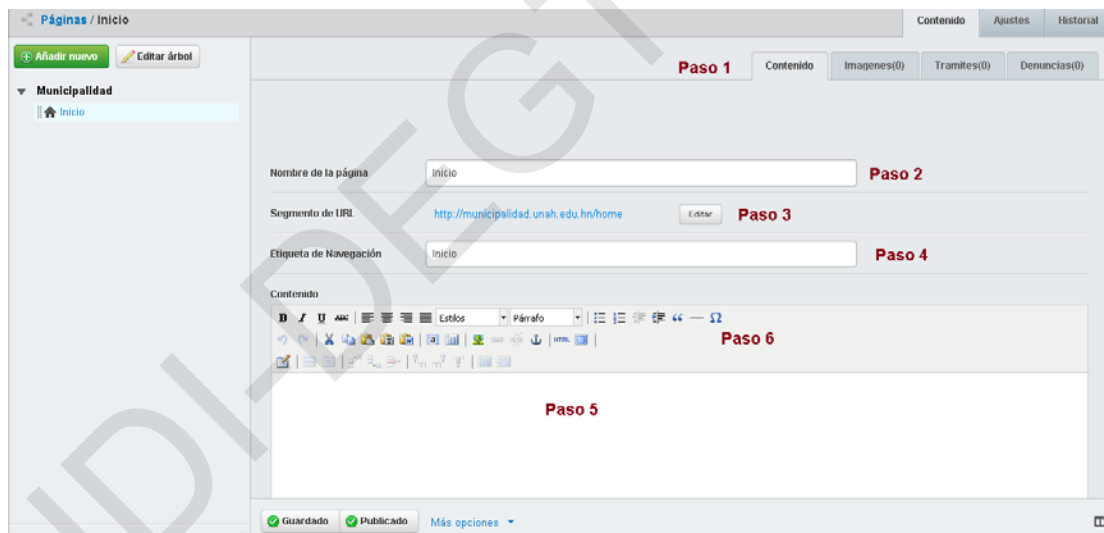 Páginas / Inicio
Contenido Ajustes Historial
Añadir nuevo Editar árbol
Paso 1 Contenido Imagenes(0) Tramites(0) Denuncias(0)
Municipalidad
Inicio
Nombre de la página Inicio Paso 2
Segmento de URL http://municipalidad.unah.edu.hn/home Editar Paso 3
Etiqueta de Navegación Inicio Paso 4
Contenido
B I U ABC Estilos Párrafo
HTML Paso 6
Paso 5
Guardado Publicado Más opciones